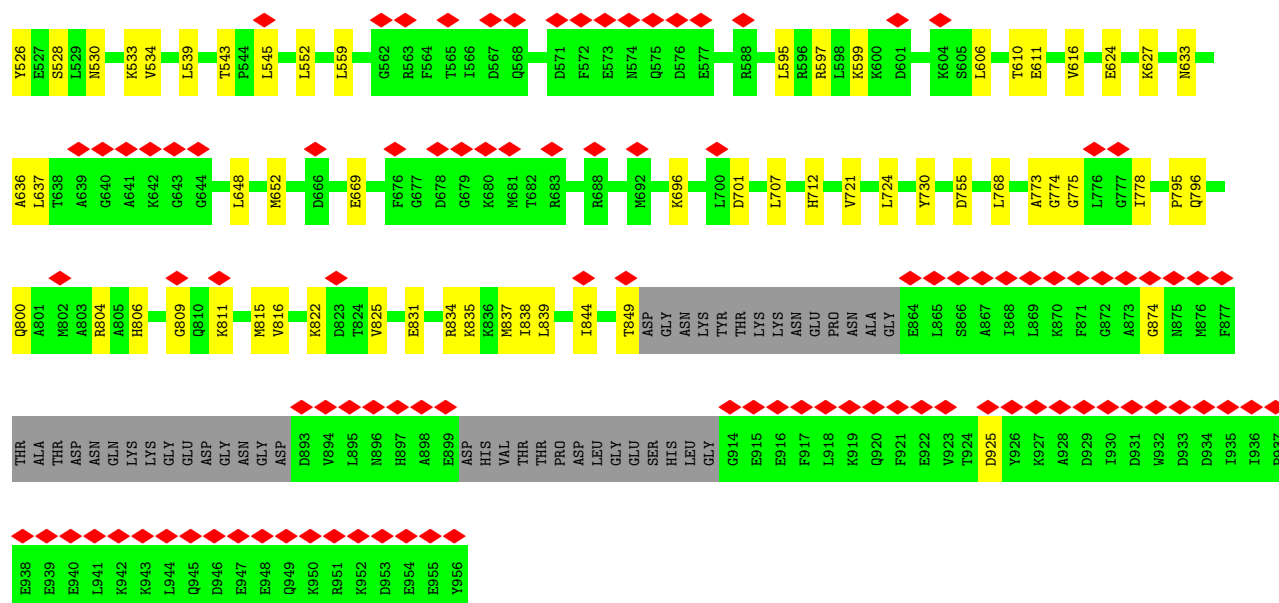 Y526 E527 S528 L529 N530 K533 V534 L539 T543 P544 L545 L552 L559 G562 R563 F564 T565 I566 D567 Q568 D571 F572 E573 N574 Q575 D576 E577 R588 L595 R596 R597 L598 K599 K600 D601 K604 S605 L606 T610 E611 V616 E624 K627 N633
A636 L637 T638 A639 G640 A641 K642 G643 G644 L648 M652 D666 E669 F676 G677 D678 G679 K680 M681 T682 R683 R688 M692 K696 L700 D701 L707 H712 V721 L724 Y730 D755 L768 A773 G774 G775 L776 G777 I778 P795 Q796
Q800 A801 M802 A803 R804 A805 H806 G809 Q810 K811 M815 V816 K822 D823 T824 V825 E831 R834 K835 K836 M837 I838 L839 I844 T849 ASP GLY ASN LYS TYR THR LYS LYS ASN GLU PRO ASN ALA GLY E864 L865 S866 A867 I868 L869 K870 F871 G872 A873 G874 N875 M876 F877
THR ALA THR ASP ASN GLN LYS LYS GLY GLU ASP GLY ASN GLY ASP D893 V894 L895 N896 H897 A898 E899 ASP HIS VAL THR THR PRO ASP LEU GLY GLU SER HIS LEU GLY G914 E915 E916 F917 L918 K919 Q920 F921 E922 V923 T924 D925 Y926 K927 A928 D929 I930 D931 W932 D933 D934 I935 I936 P937
E938 E939 E940 L941 K942 K943 L944 Q945 D946 E947 E948 Q949 K950 R951 K952 D953 E954 E955 Y956